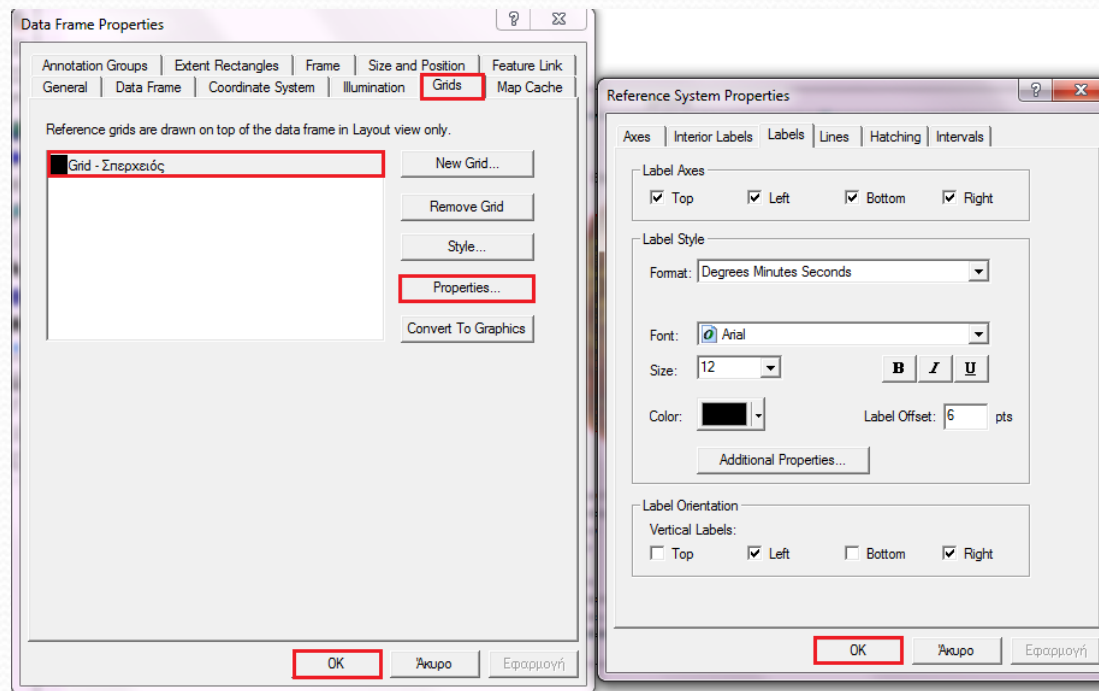 Data Frame Properties
Annotation Groups Extent Rectangles Frame Size and Position Feature Link
General Data Frame Coordinate System Illumination Grids Map Cache
Reference grids are drawn on top of the data frame in Layout view only.
Grid - Σπερχειός
New Grid...
Remove Grid
Style...
Properties...
Convert To Graphics
OK Άκυρο Εφαρμογή
Reference System Properties
Axes Interior Labels Labels Lines Hatching Intervals
Label Axes
Top Left Bottom Right
Label Style
Format: Degrees Minutes Seconds
Font: Arial
Size: 12 B I U
Color: Label Offset: 6 pts
Additional Properties...
Label Orientation
Vertical Labels:
Top Left Bottom Right
OK Άκυρο Εφαρμογή